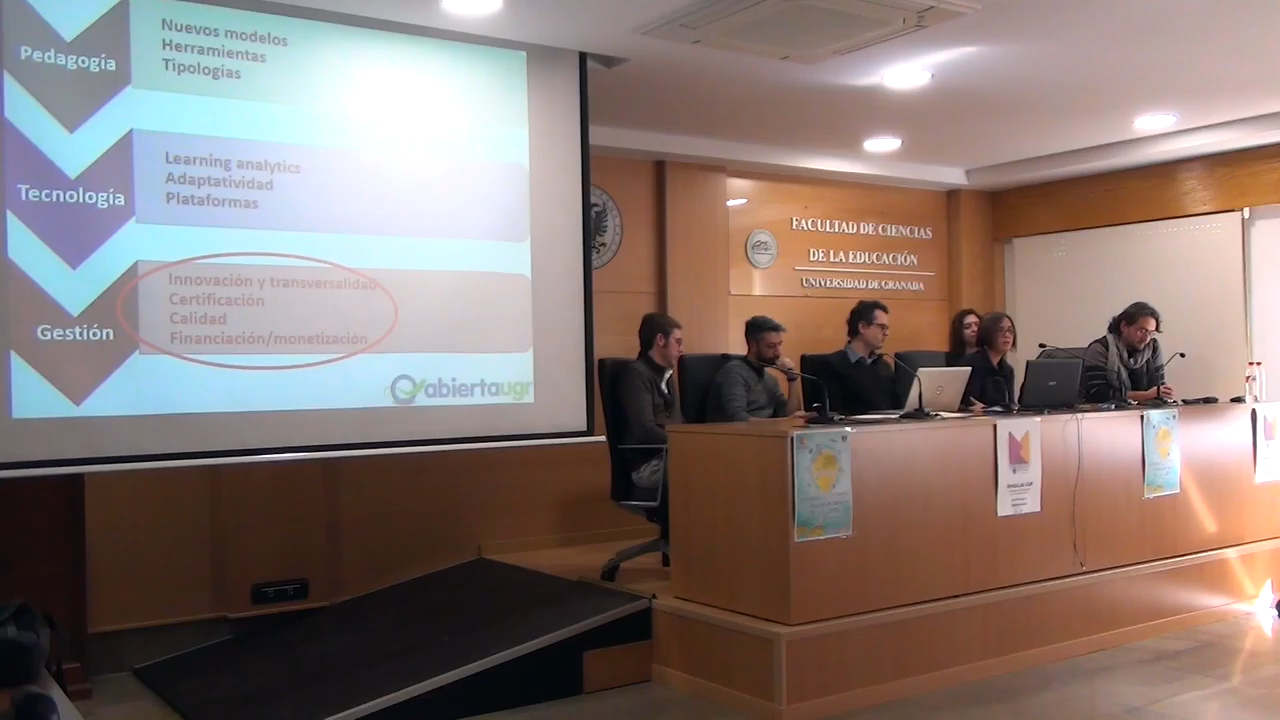 Pedagogía
Nuevos modelos
Herramientas
Tipologías
Tecnología
Learning analytics
Adaptatividad
Plataformas
Gestión
Innovación y transversalidad
Certificación
Calidad
Financiación/monetización
abiertaugr
FACULTAD DE CIENCIAS
DE LA EDUCACIÓN
UNIVERSIDAD DE GRANADA